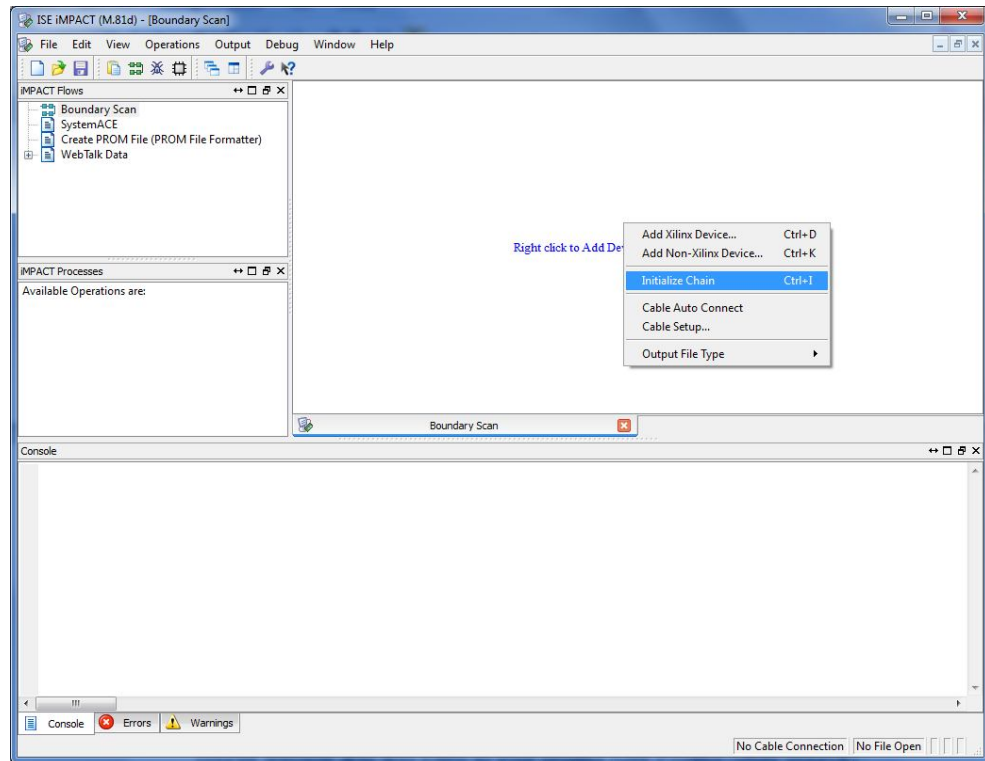 ISE iMPACT (M.81d) - [Boundary Scan]
File Edit View Operations Output Debug Window Help
iMPACT Flows
Boundary Scan
SystemACE
Create PROM File (PROM File Formatter)
WebTalk Data
iMPACT Processes
Available Operations are:
Right click to Add
Add Xilinx Device... Ctrl+D
Add Non-Xilinx Device... Ctrl+K
Initialize Chain Ctrl+I
Cable Auto Connect
Cable Setup...
Output File Type
Boundary Scan
Console
Console Errors Warnings
No Cable Connection No File Open